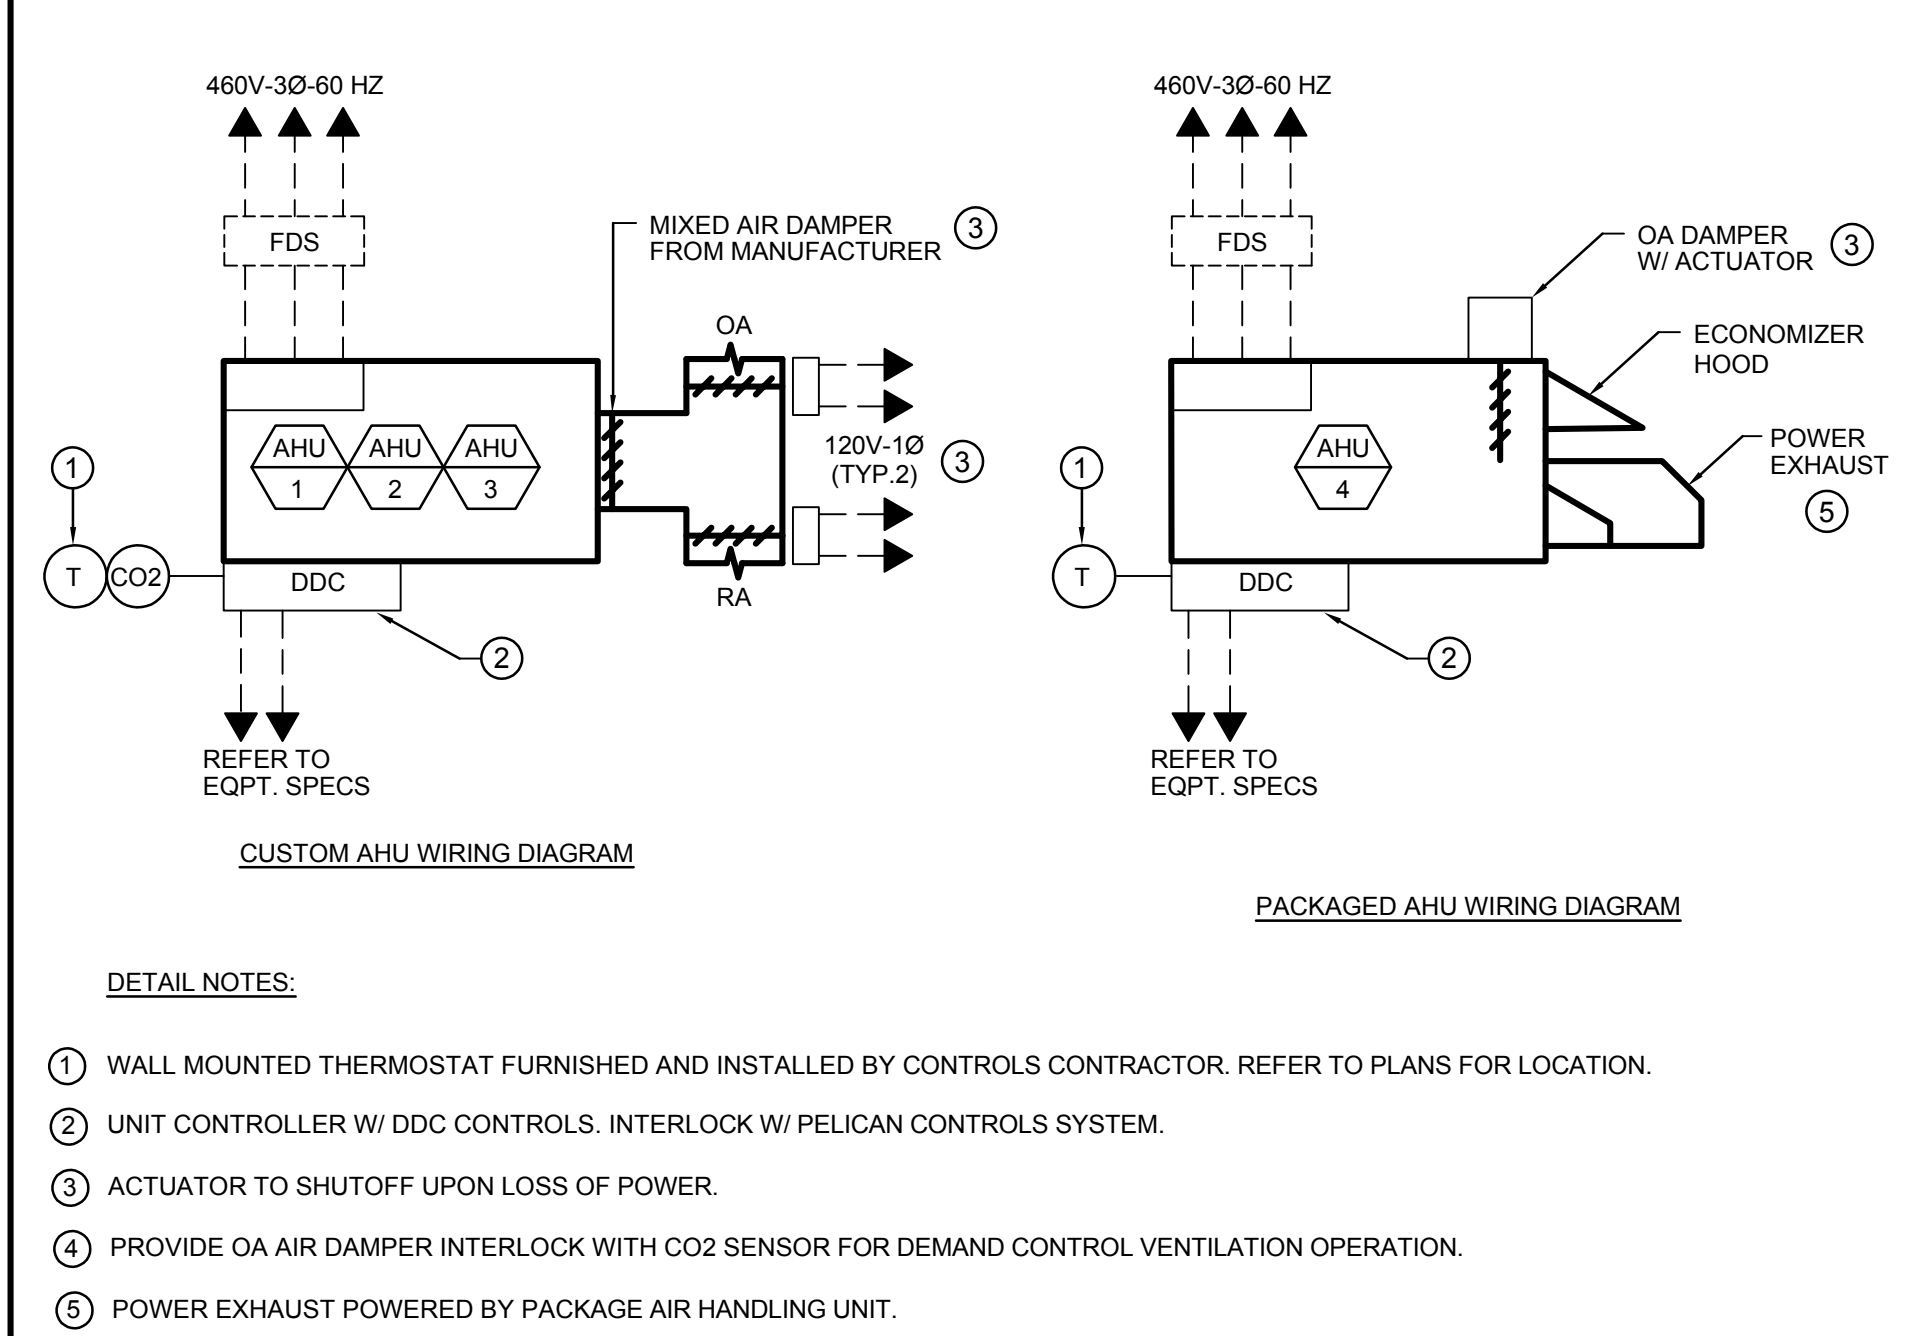 460V-3Ø-60 HZ
FDS
MIXED AIR DAMPER
FROM MANUFACTURER
3
OA
120V-1Ø
(TYP.2)
3
AHU
1
AHU
2
AHU
3
1
T
CO2
DDC
RA
2
REFER TO
EQPT. SPECS
CUSTOM AHU WIRING DIAGRAM
460V-3Ø-60 HZ
FDS
OA DAMPER
W/ ACTUATOR
3
ECONOMIZER
HOOD
POWER
EXHAUST
5
AHU
4
1
T
DDC
2
REFER TO
EQPT. SPECS
PACKAGED AHU WIRING DIAGRAM
DETAIL NOTES:
1 WALL MOUNTED THERMOSTAT FURNISHED AND INSTALLED BY CONTROLS CONTRACTOR. REFER TO PLANS FOR LOCATION.
2 UNIT CONTROLLER W/ DDC CONTROLS. INTERLOCK W/ PELICAN CONTROLS SYSTEM.
3 ACTUATOR TO SHUTOFF UPON LOSS OF POWER.
4 PROVIDE OA AIR DAMPER INTERLOCK WITH CO2 SENSOR FOR DEMAND CONTROL VENTILATION OPERATION.
5 POWER EXHAUST POWERED BY PACKAGE AIR HANDLING UNIT.